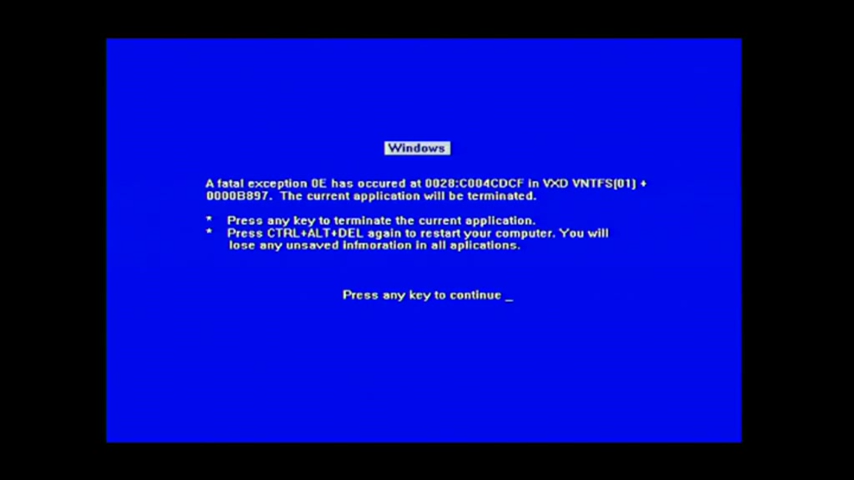 Windows
A fatal exception 0E has occured at 0028:C004CDCF in VXD VNTFS(01) +
0000B897. The current application will be terminated.
* Press any key to terminate the current application.
* Press CTRL+ALT+DEL again to restart your computer. You will
lose any unsaved infmoration in all aplications.
Press any key to continue _